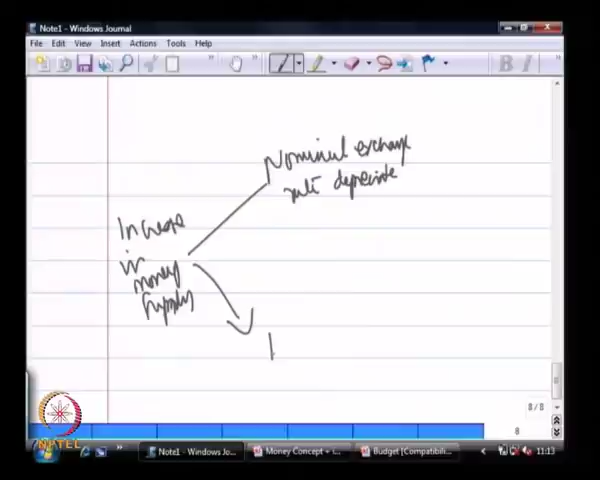 Note1 - Windows Journal
File Edit View Insert Actions Tools Help
B I
Nominal exchange
rate depreciate
Increase
in
money
supply
8/8
8
NPTEL
Note1 - Windows Jo...
Money Concept + i...
Budget [Compatibili...
11:13